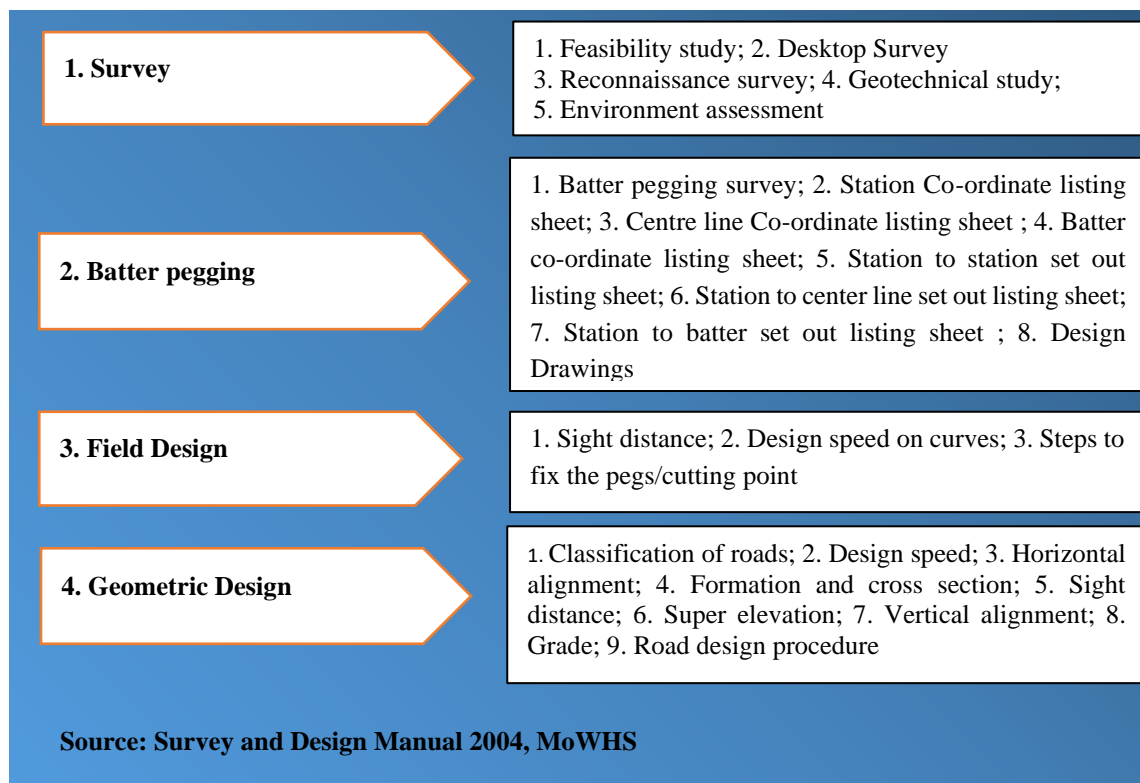 1. Survey
1. Feasibility study; 2. Desktop Survey
3. Reconnaissance survey; 4. Geotechnical study;
5. Environment assessment
2. Batter pegging
1. Batter pegging survey; 2. Station Co-ordinate listing
sheet; 3. Centre line Co-ordinate listing sheet ; 4. Batter
co-ordinate listing sheet; 5. Station to station set out
listing sheet; 6. Station to center line set out listing sheet;
7. Station to batter set out listing sheet ; 8. Design
Drawings
3. Field Design
1. Sight distance; 2. Design speed on curves; 3. Steps to
fix the pegs/cutting point
4. Geometric Design
1. Classification of roads; 2. Design speed; 3. Horizontal
alignment; 4. Formation and cross section; 5. Sight
distance; 6. Super elevation; 7. Vertical alignment; 8.
Grade; 9. Road design procedure
Source: Survey and Design Manual 2004, MoWHS